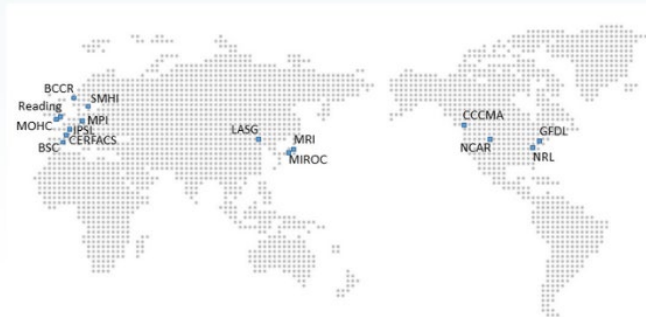 BCCR
SMHI
Reading
MPI
MOHC
IPSL
CERFACS
BSC
LASG
MRI
MIROC
CCCMA
GFDL
NCAR
NRL